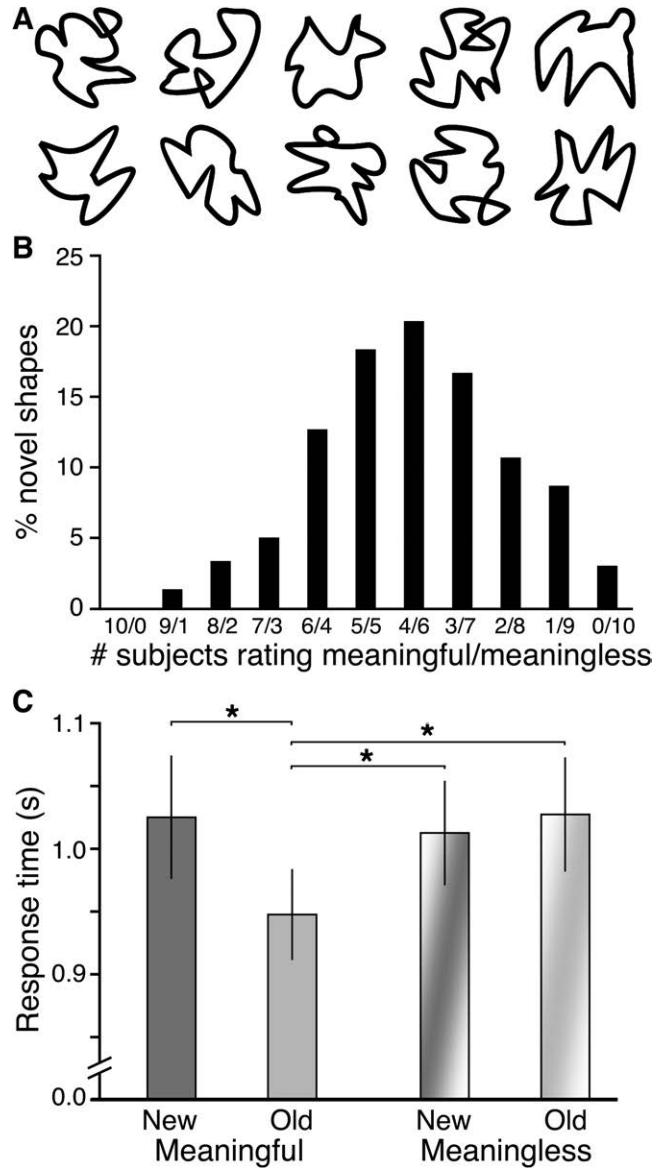 A
B
25
20
15
10
5
0
% novel shapes
10/0 9/1 8/2 7/3 6/4 5/5 4/6 3/7 2/8 1/9 0/10
# subjects rating meaningful/meaningless
C
1.1
1.0
0.9
0.0
Response time (s)
* * *
New Old New Old
Meaningful Meaningless